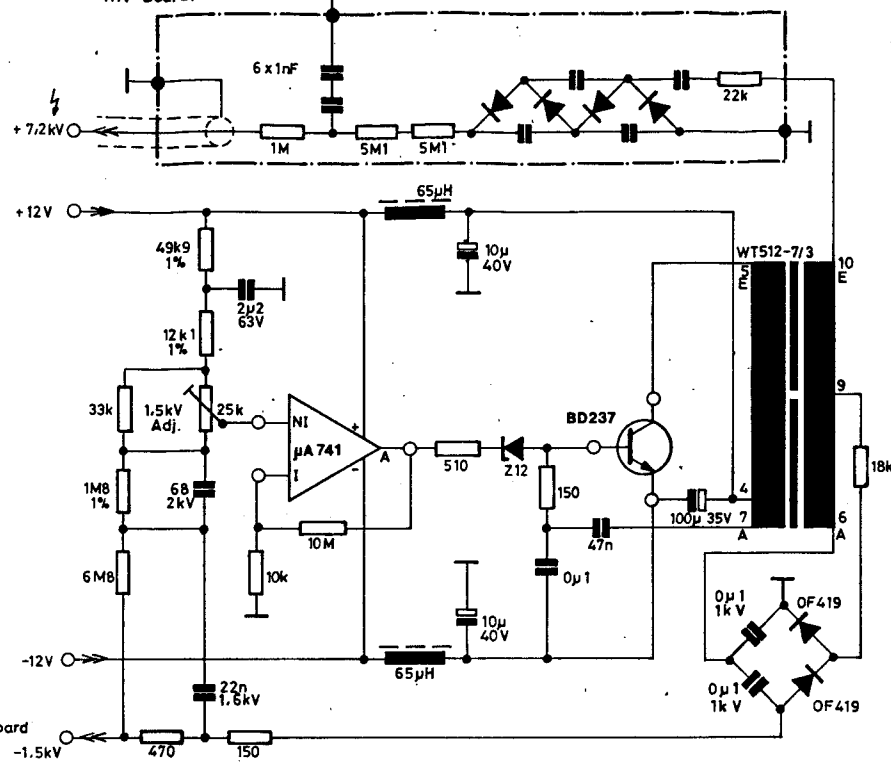 6 x 1nF
22k
+ 7,2kV
1M
5M1
5M1
+12V
65µH
49k9
1%
10µ
40V
WT512-7/3
5
E
10
E
2µ2
63V
12k1
1%
33k
1,5kV
Adj.
25k
9
NI
+
BD237
µA 741
A
I
-
510
Z12
18k
1M8
1%
68
2kV
150
4
100µ 35V
7
A
6
A
10M
47n
6M8
10k
0µ1
10µ
40V
0µ1
1kV
OF419
-12V
65µH
22n
1,6kV
0µ1
1kV
OF419
-1,5kV
470
150